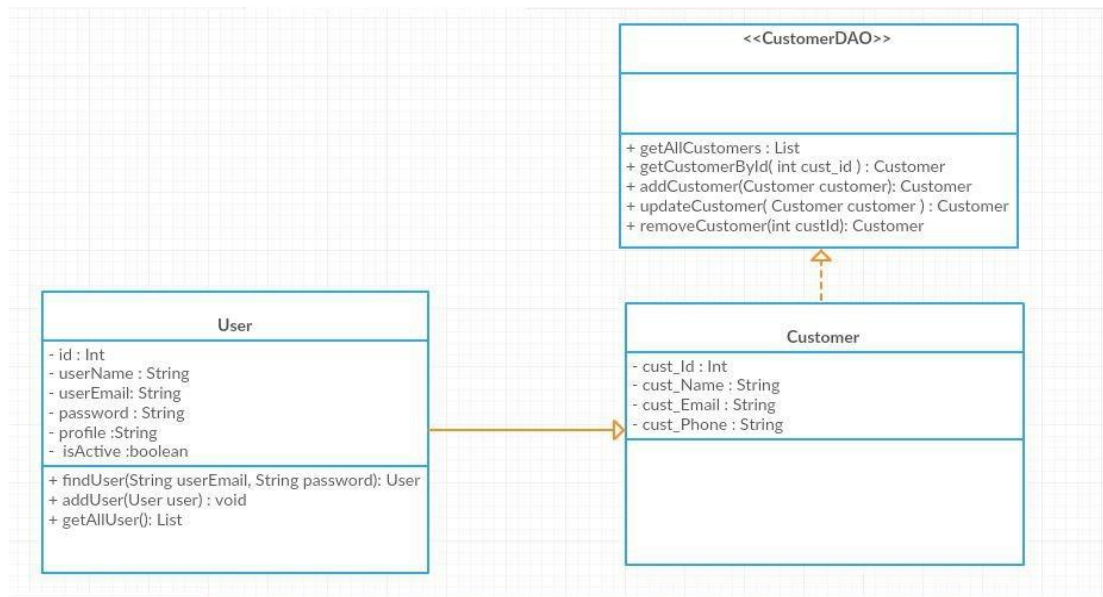 <<CustomerDAO>>
+ getAllCustomers : List
+ getCustomerById( int cust_id ) : Customer
+ addCustomer(Customer customer): Customer
+ updateCustomer( Customer customer ) : Customer
+ removeCustomer(int custId): Customer
User
- id : Int
- userName : String
- userEmail: String
- password : String
- profile :String
- isActive :boolean
+ findUser(String userEmail, String password): User
+ addUser(User user) : void
+ getAllUser(): List
Customer
- cust_Id : Int
- cust_Name : String
- cust_Email : String
- cust_Phone : String